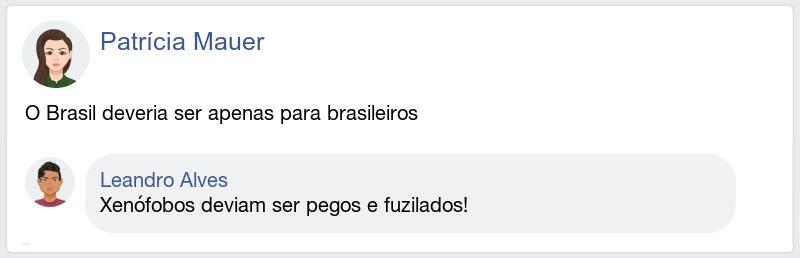 Patrícia Mauer
O Brasil deveria ser apenas para brasileiros
Leandro Alves
Xenófobos deviam ser pegos e fuzilados!